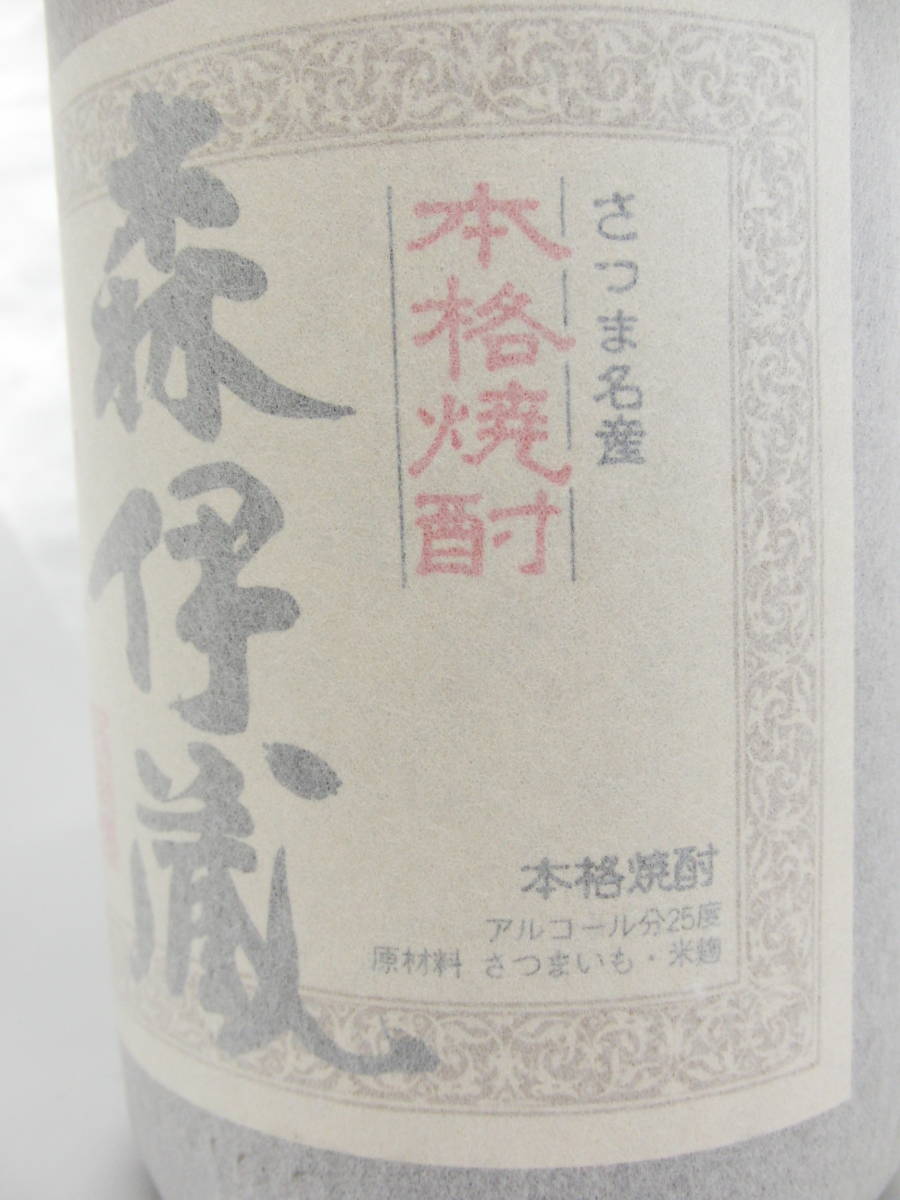 さつま名産
本格焼酎
森伊蔵
本格焼酎
アルコール分25度
原材料 さつまいも・米麹